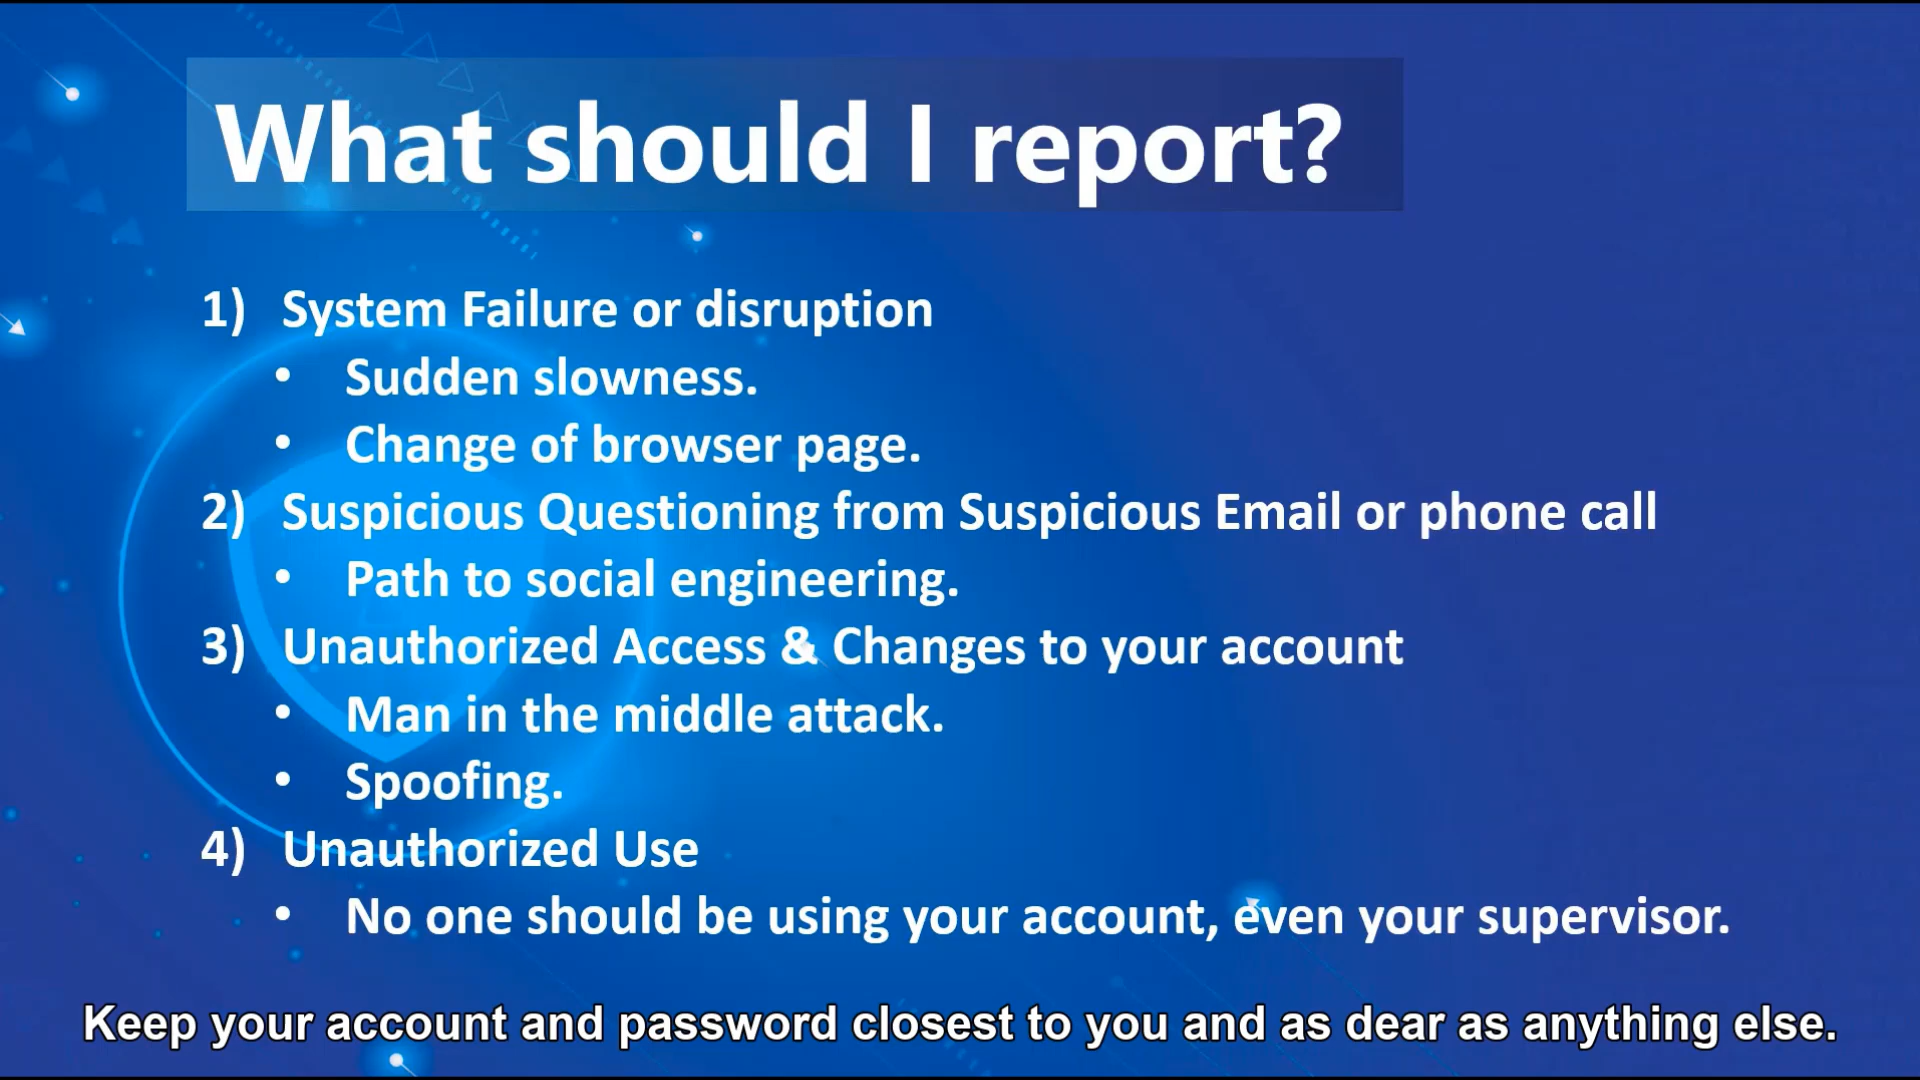 What should I report?
1) System Failure or disruption
• Sudden slowness.
• Change of browser page.
2) Suspicious Questioning from Suspicious Email or phone call
• Path to social engineering.
3) Unauthorized Access & Changes to your account
• Man in the middle attack.
• Spoofing.
4) Unauthorized Use
• No one should be using your account, even your supervisor.
Keep your account and password closest to you and as dear as anything else.